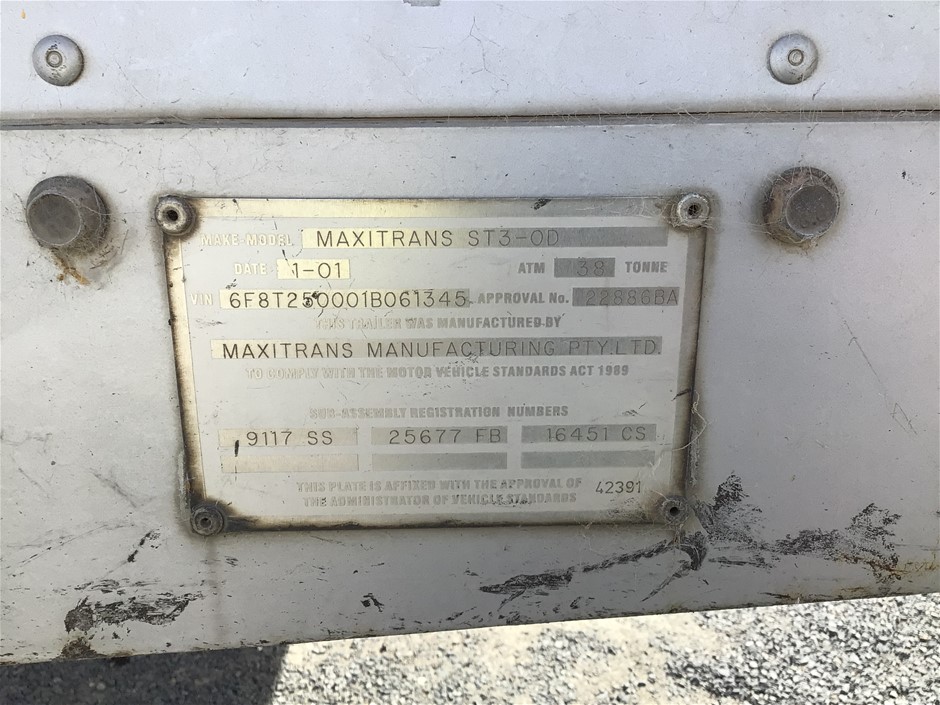 MAKE-MODEL MAXITRANS ST3-OD
DATE 1-01 ATM 38 TONNE
VIN 6F8T250001B061345 APPROVAL No. 22886BA
THIS TRAILER WAS MANUFACTURED BY
MAXITRANS MANUFACTURING PTY.LTD.
TO COMPLY WITH THE MOTOR VEHICLE STANDARDS ACT 1989
SUB-ASSEMBLY REGISTRATION NUMBERS
9117 SS 25677 FB 16451 CS
THIS PLATE IS AFFIXED WITH THE APPROVAL OF
THE ADMINISTRATOR OF VEHICLE STANDARDS 42391